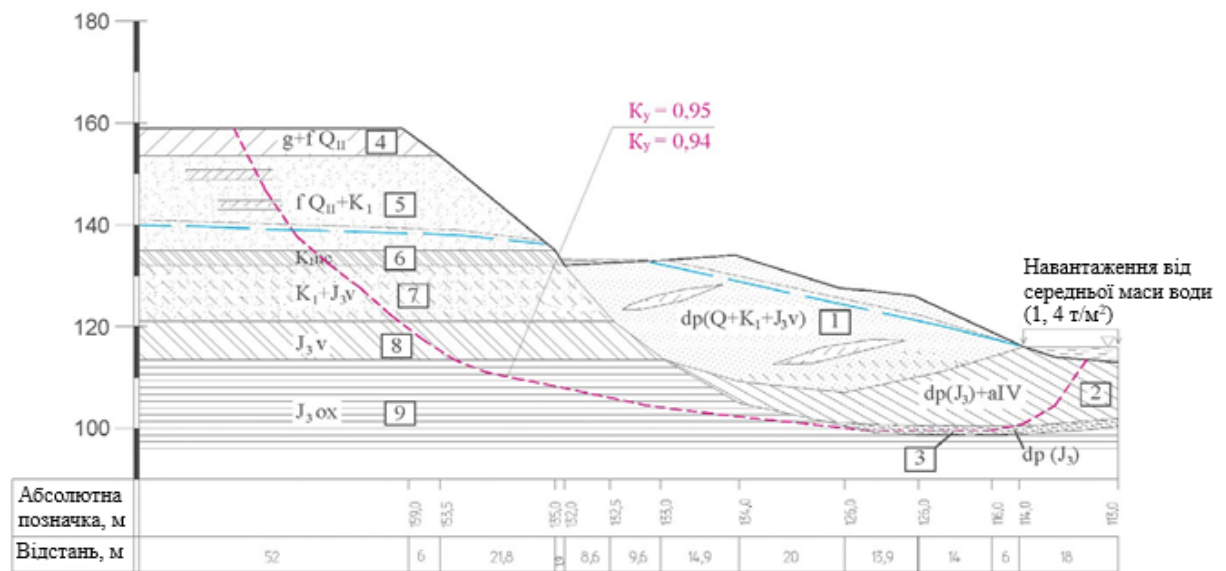 180
160
140
120
100
Kу = 0,95
Kу = 0,94
g+f QII 4
f QII+K1 5
K1nc 6
K1+J3v 7
J3 v 8
J3 ox 9
dp(Q+K1+J3v) 1
dp(J3)+aIV 2
3 dp (J3)
Навантаження від
середньої маси води
(1, 4 т/м²)
Абсолютна
позначка, м
159,0 153,5 135,0 132,0 132,5 133,0 134,0 126,0 126,0 116,0 114,0 113,0
Відстань, м
52 6 21,8 8,6 9,6 14,9 20 13,9 14 6 18